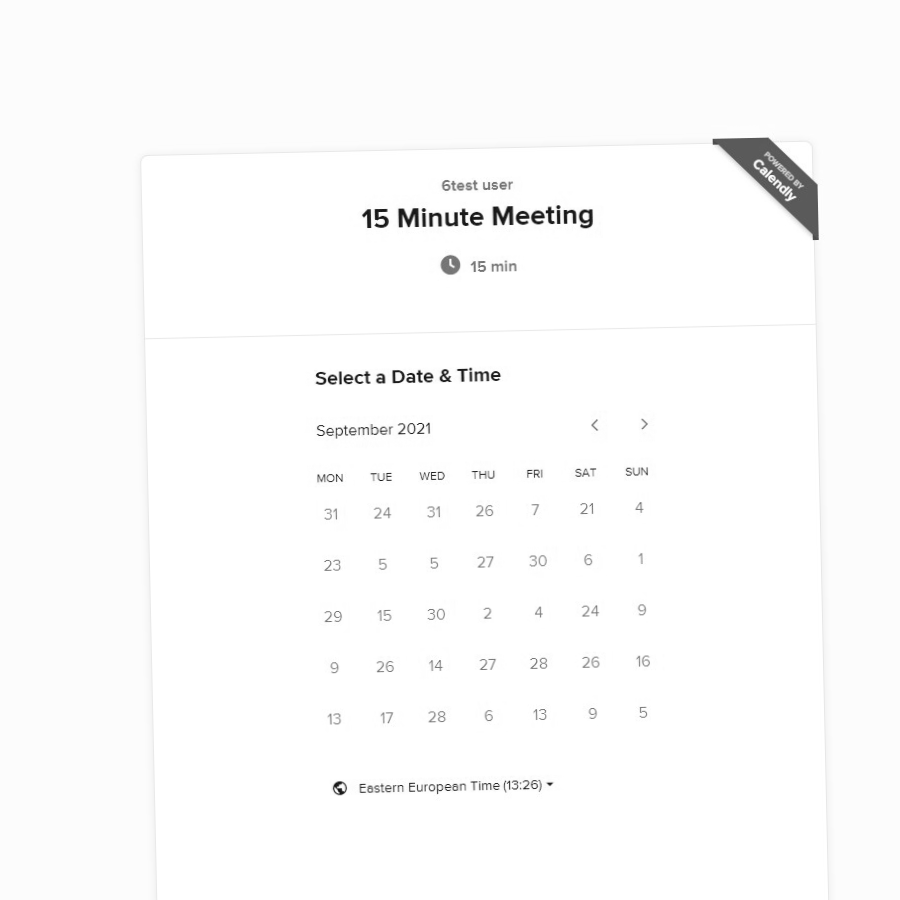 POWERED BY
Calendly
6test user
15 Minute Meeting
15 min
Select a Date & Time
September 2021
MON TUE WED THU FRI SAT SUN
31 24 31 26 7 21 4
23 5 5 27 30 6 1
29 15 30 2 4 24 9
9 26 14 27 28 26 16
13 17 28 6 13 9 5
Eastern European Time (13:26)